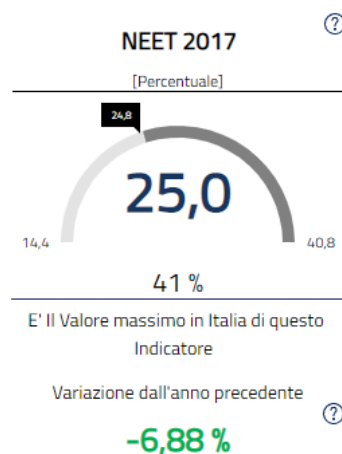 ?
NEET 2017
[Percentuale]
24,8
25,0
14,4
40,8
41 %
E' Il Valore massimo in Italia di questo
Indicatore
Variazione dall'anno precedente
?
-6,88 %